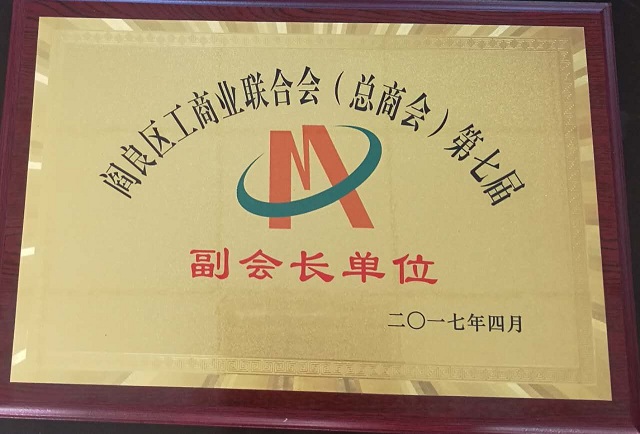 阎良区工商业联合会（总商会）第七届
副会长单位
二〇一七年四月